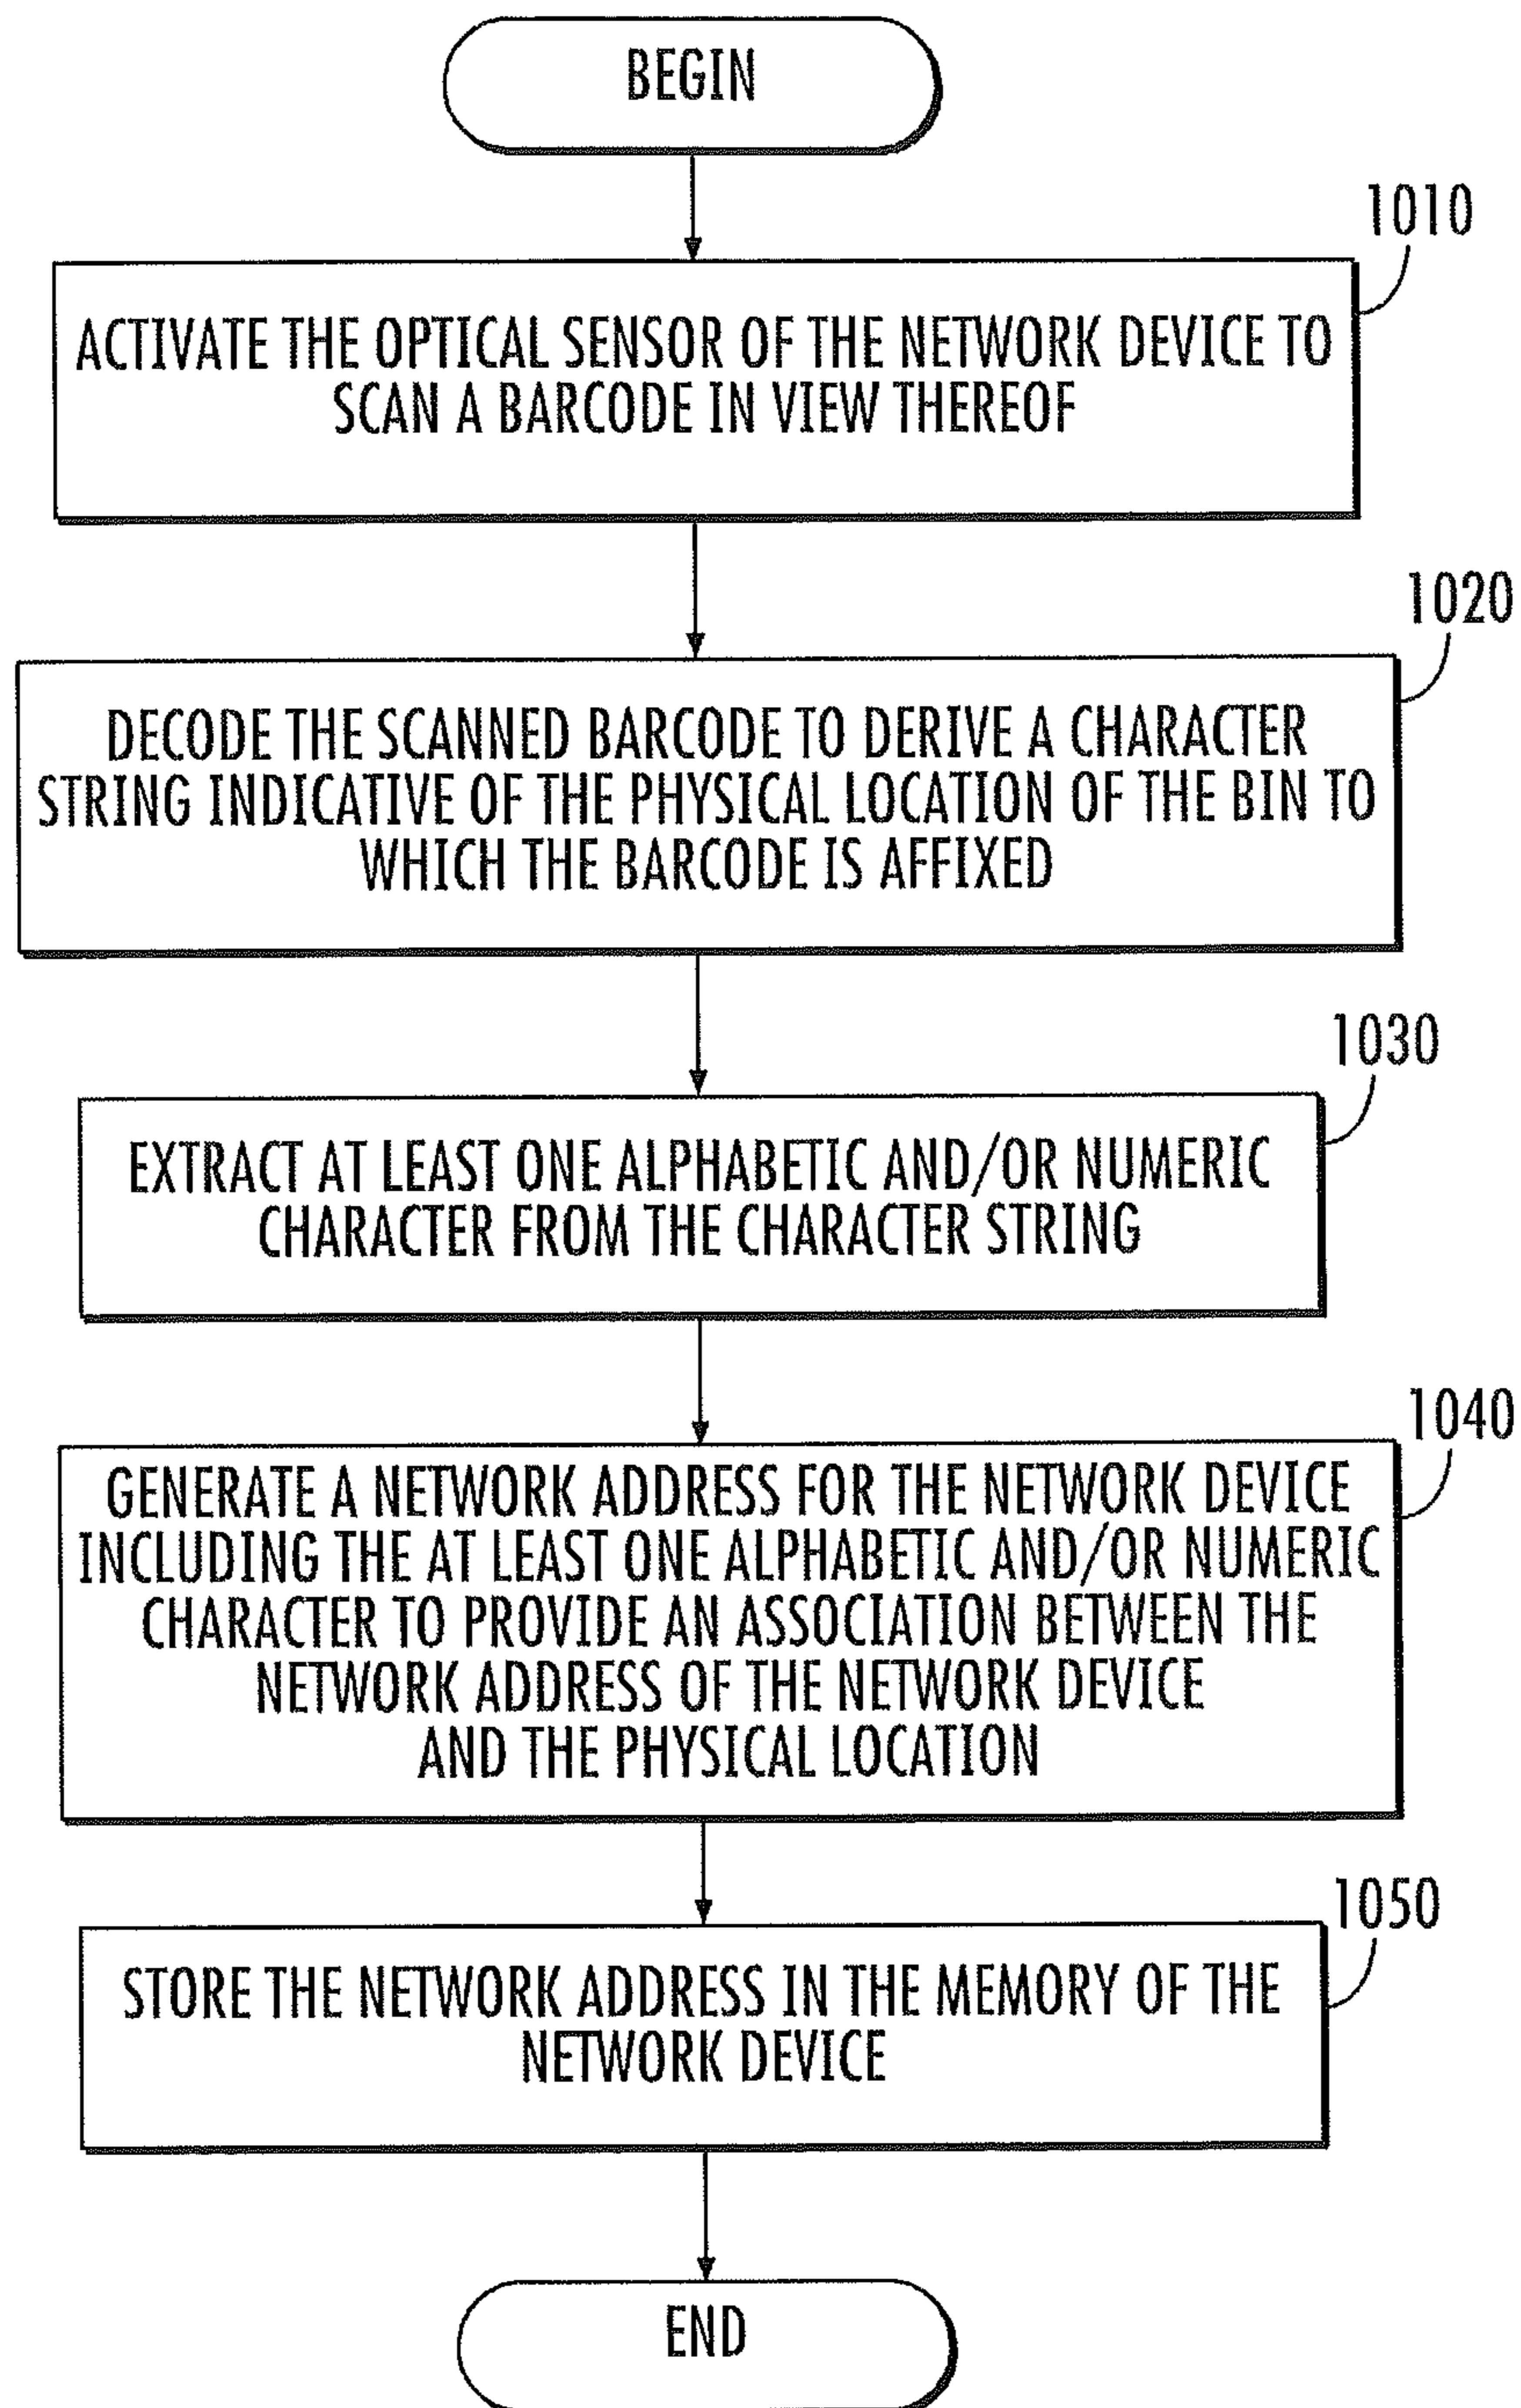 BEGIN
1010
ACTIVATE THE OPTICAL SENSOR OF THE NETWORK DEVICE TO
SCAN A BARCODE IN VIEW THEREOF
1020
DECODE THE SCANNED BARCODE TO DERIVE A CHARACTER
STRING INDICATIVE OF THE PHYSICAL LOCATION OF THE BIN TO
WHICH THE BARCODE IS AFFIXED
1030
EXTRACT AT LEAST ONE ALPHABETIC AND/OR NUMERIC
CHARACTER FROM THE CHARACTER STRING
1040
GENERATE A NETWORK ADDRESS FOR THE NETWORK DEVICE
INCLUDING THE AT LEAST ONE ALPHABETIC AND/OR NUMERIC
CHARACTER TO PROVIDE AN ASSOCIATION BETWEEN THE
NETWORK ADDRESS OF THE NETWORK DEVICE
AND THE PHYSICAL LOCATION
1050
STORE THE NETWORK ADDRESS IN THE MEMORY OF THE
NETWORK DEVICE
END